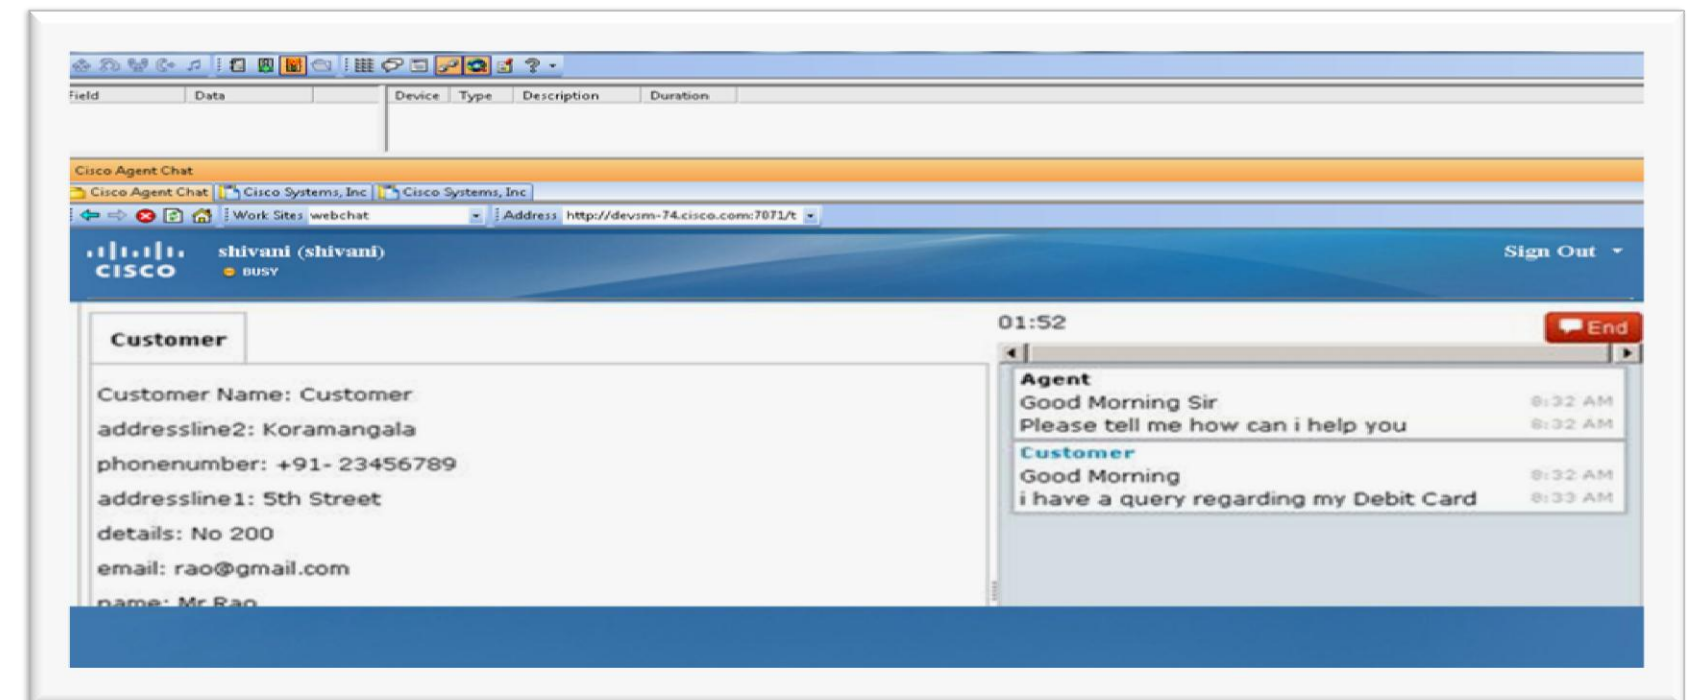 Field Data Device Type Description Duration
Cisco Agent Chat
Cisco Agent Chat Cisco Systems, Inc Cisco Systems, Inc
Work Sites webchat Address http://devsm-74.cisco.com:7071/t
CISCO shivani (shivani) Sign Out
BUSY
Customer
Customer Name: Customer
addressline2: Koramangala
phonenumber: +91- 23456789
addressline1: 5th Street
details: No 200
email: rao@gmail.com
name: Mr Rao
01:52 End
Agent
Good Morning Sir 8:32 AM
Please tell me how can i help you 8:32 AM
Customer
Good Morning 8:32 AM
i have a query regarding my Debit Card 8:33 AM